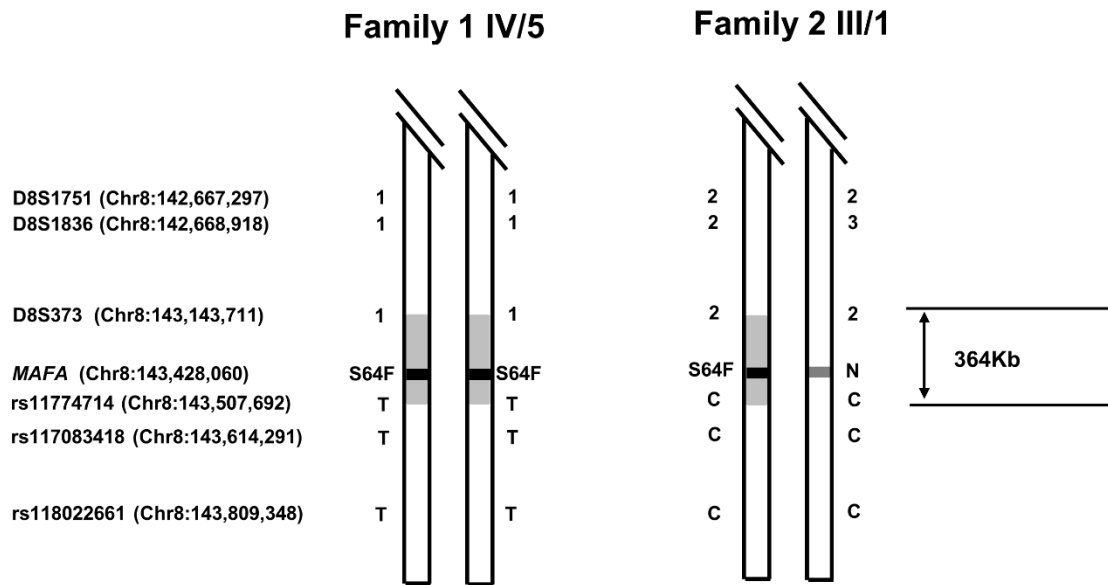 Family 1 IV/5 Family 2 III/1
D8S1751 (Chr8:142,667,297) 1 1 2 2
D8S1836 (Chr8:142,668,918) 1 1 2 3
D8S373 (Chr8:143,143,711) 1 1 2 2
364Kb
MAFA (Chr8:143,428,060) S64F S64F S64F N
rs11774714 (Chr8:143,507,692) T T C C
rs117083418 (Chr8:143,614,291) T T C C
rs118022661 (Chr8:143,809,348) T T C C